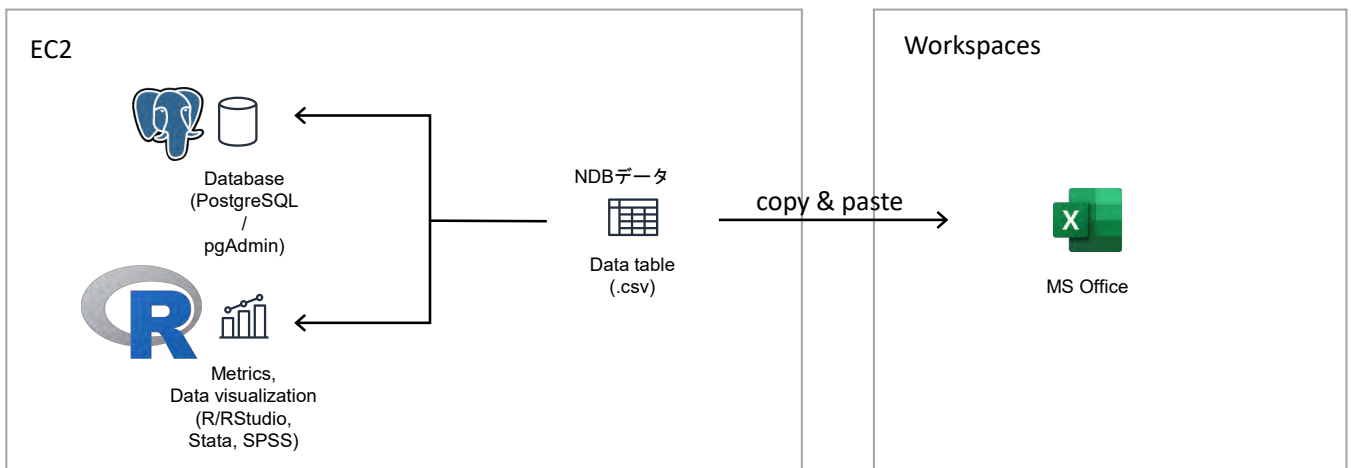 EC2
Database
(PostgreSQL
/
pgAdmin)
R
Metrics,
Data visualization
(R/RStudio,
Stata, SPSS)
NDBデータ
Data table
(.csv)
copy & paste
Workspaces
X
MS Office